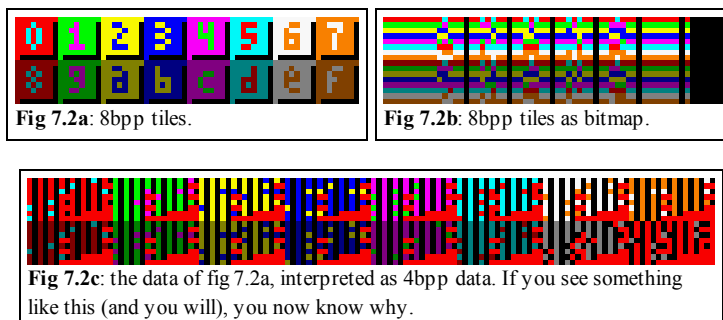 0 1 2 3 4 5 6 7
8 9 a b c d e f
Fig 7.2a: 8bpp tiles.
Fig 7.2b: 8bpp tiles as bitmap.
Fig 7.2c: the data of fig 7.2a, interpreted as 4bpp data. If you see something
like this (and you will), you now know why.